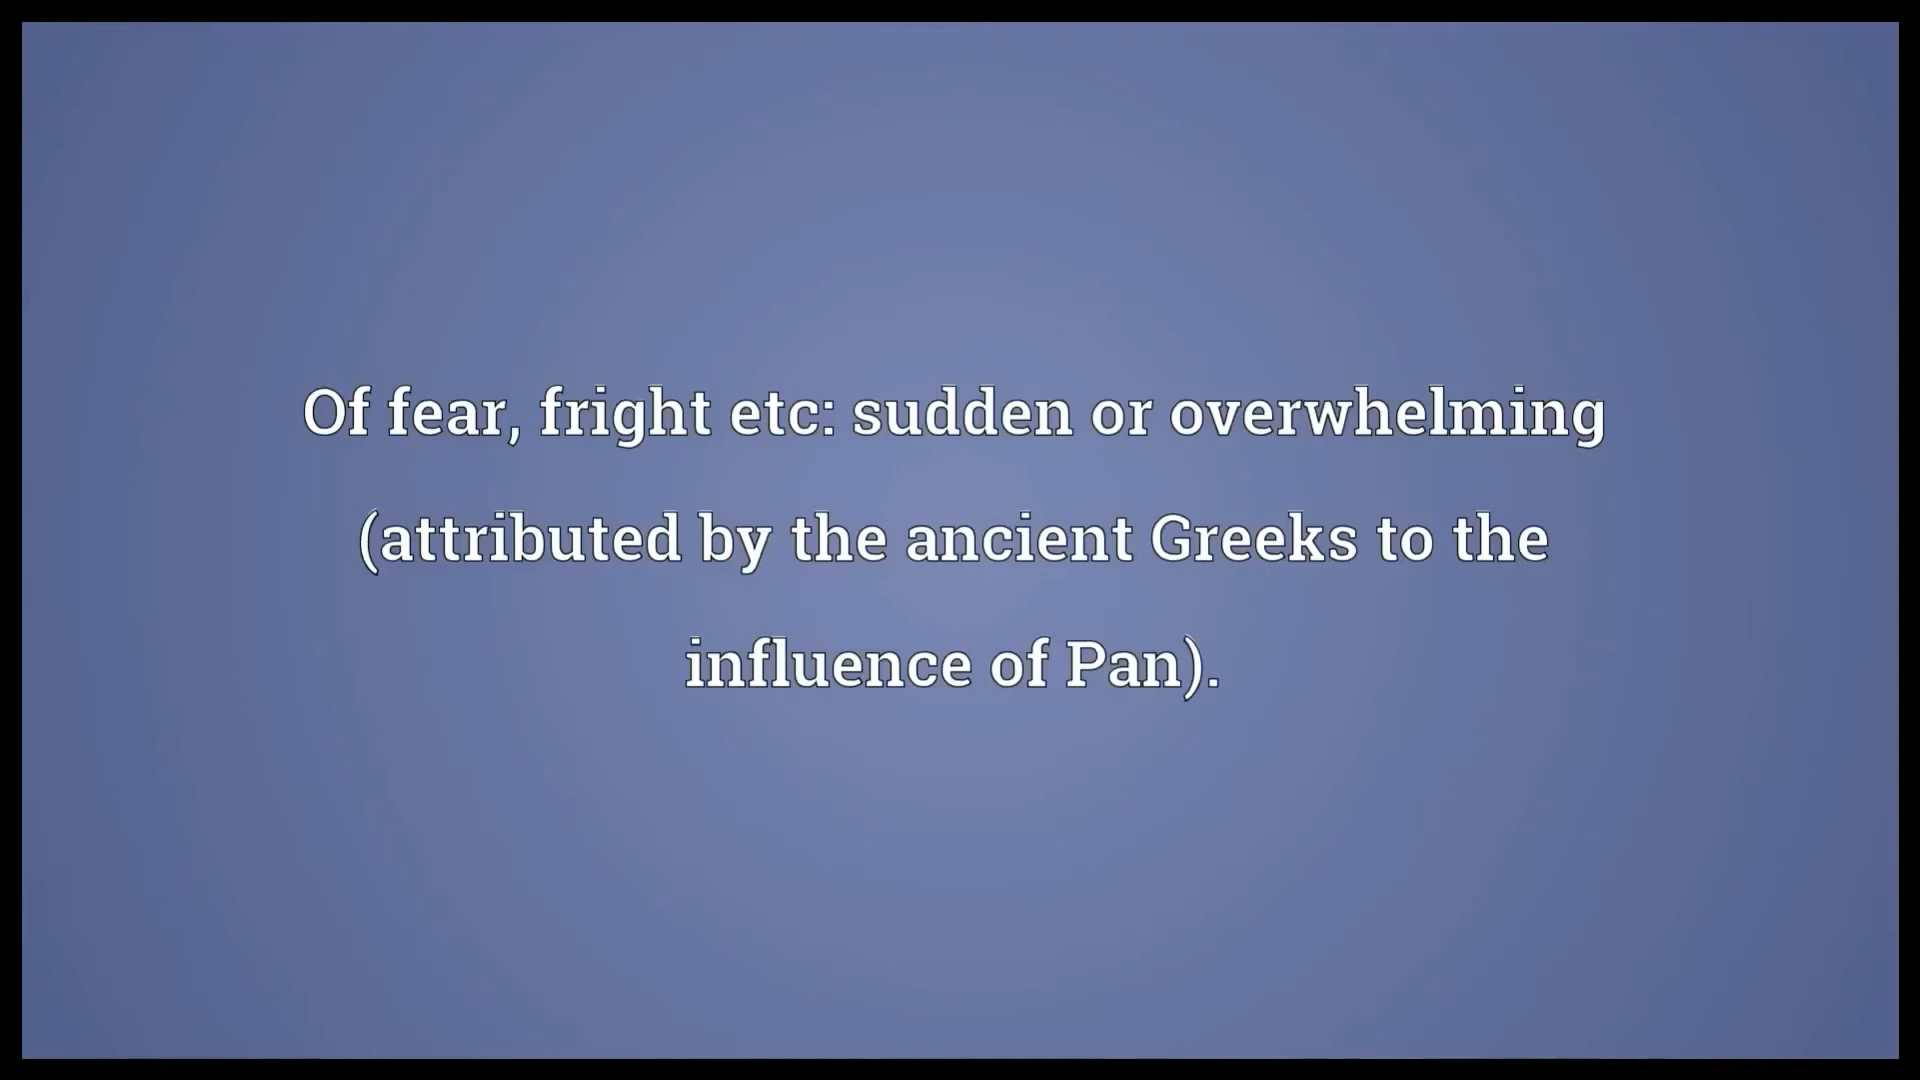 Of fear, fright etc: sudden or overwhelming
(attributed by the ancient Greeks to the
influence of Pan).